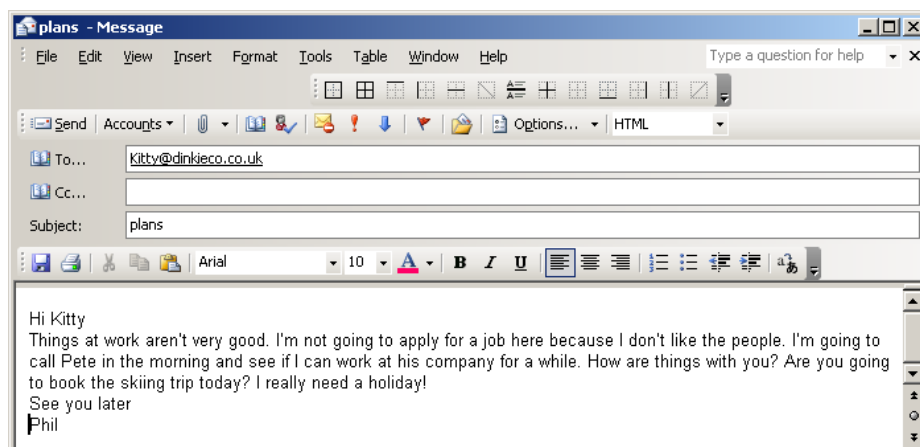 plans - Message
File Edit View Insert Format Tools Table Window Help Type a question for help
Send Accounts Options... HTML
To... Kitty@dinkieco.co.uk
Cc...
Subject: plans
Arial 10 A B I U
Hi Kitty
Things at work aren't very good. I'm not going to apply for a job here because I don't like the people. I'm going to
call Pete in the morning and see if I can work at his company for a while. How are things with you? Are you going
to book the skiing trip today? I really need a holiday!
See you later
Phil